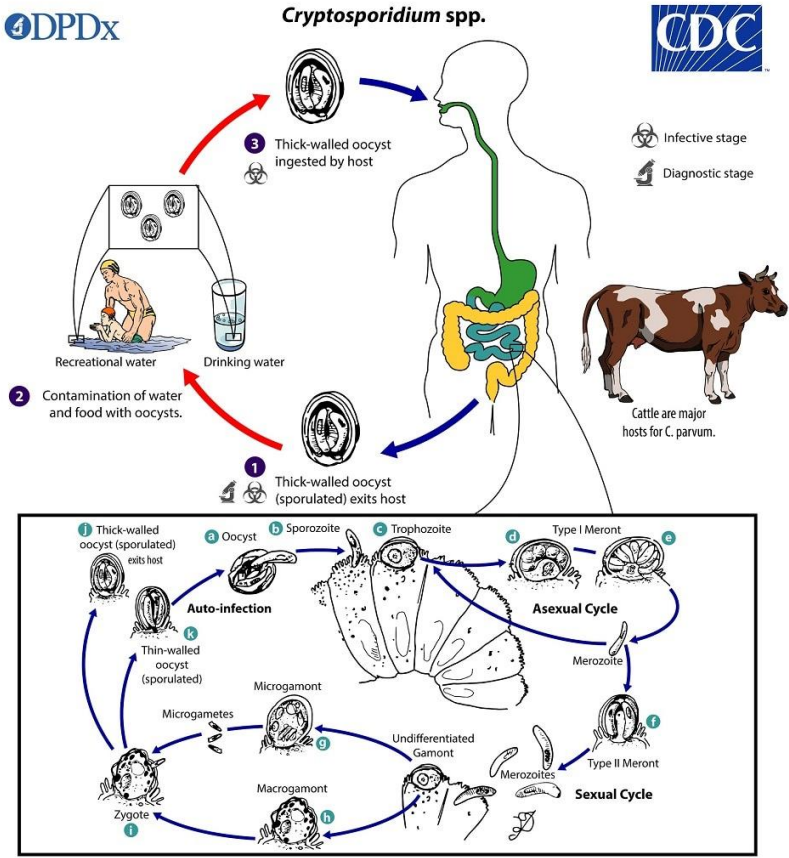 DPDx
Cryptosporidium spp.
CDC
TM
3 Thick-walled oocyst
ingested by host
Infective stage
Diagnostic stage
Recreational water
Drinking water
2 Contamination of water
and food with oocysts.
Cattle are major
hosts for C. parvum.
1 Thick-walled oocyst
(sporulated) exits host
j Thick-walled
oocyst (sporulated)
exits host
a Oocyst
b Sporozoite
c Trophozoite
d
Type I Meront
e
Auto-infection
Asexual Cycle
k
Thin-walled
oocyst
(sporulated)
Merozoite
f
Type II Meront
Microgamont
g
Microgametes
Undifferentiated
Gamont
Merozoites
Sexual Cycle
Macrogamont
h
Zygote
i